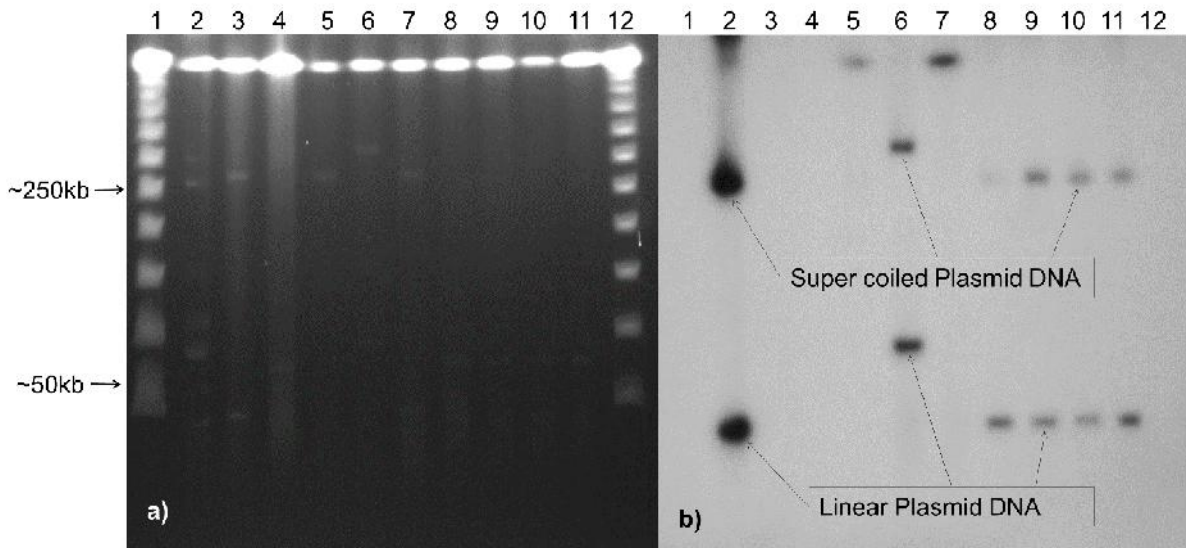 1 2 3 4 5 6 7 8 9 10 11 12
1 2 3 4 5 6 7 8 9 10 11 12
~250kb
Super coiled Plasmid DNA
~50kb
Linear Plasmid DNA
a)
b)